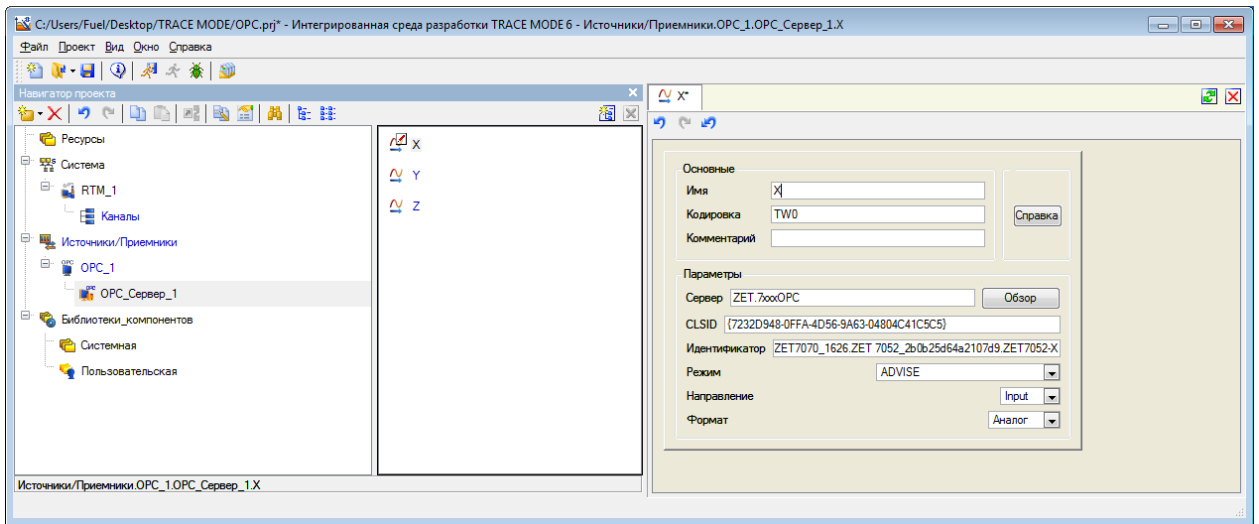 C:/Users/Fuel/Desktop/TRACE MODE/OPC.prj* - Интегрированная среда разработки TRACE MODE 6 - Источники/Приемники.OPC_1.OPC_Сервер_1.X
Файл Проект Вид Окно Справка
Навигатор проекта
Ресурсы
Система
RTM_1
Каналы
Источники/Приемники
OPC_1
OPC_Сервер_1
Библиотеки_компонентов
Системная
Пользовательская
X
Y
Z
X*
Основные
Имя X
Кодировка TW0
Комментарий
Справка
Параметры
Сервер ZET.7xxxOPC Обзор
CLSID {7232D948-0FFA-4D56-9A63-04804C41C5C5}
Идентификатор ZET7070_1626.ZET 7052_2b0b25d64a2107d9.ZET7052-X
Режим ADVISE
Направление Input
Формат Аналог
Источники/Приемники.OPC_1.OPC_Сервер_1.X